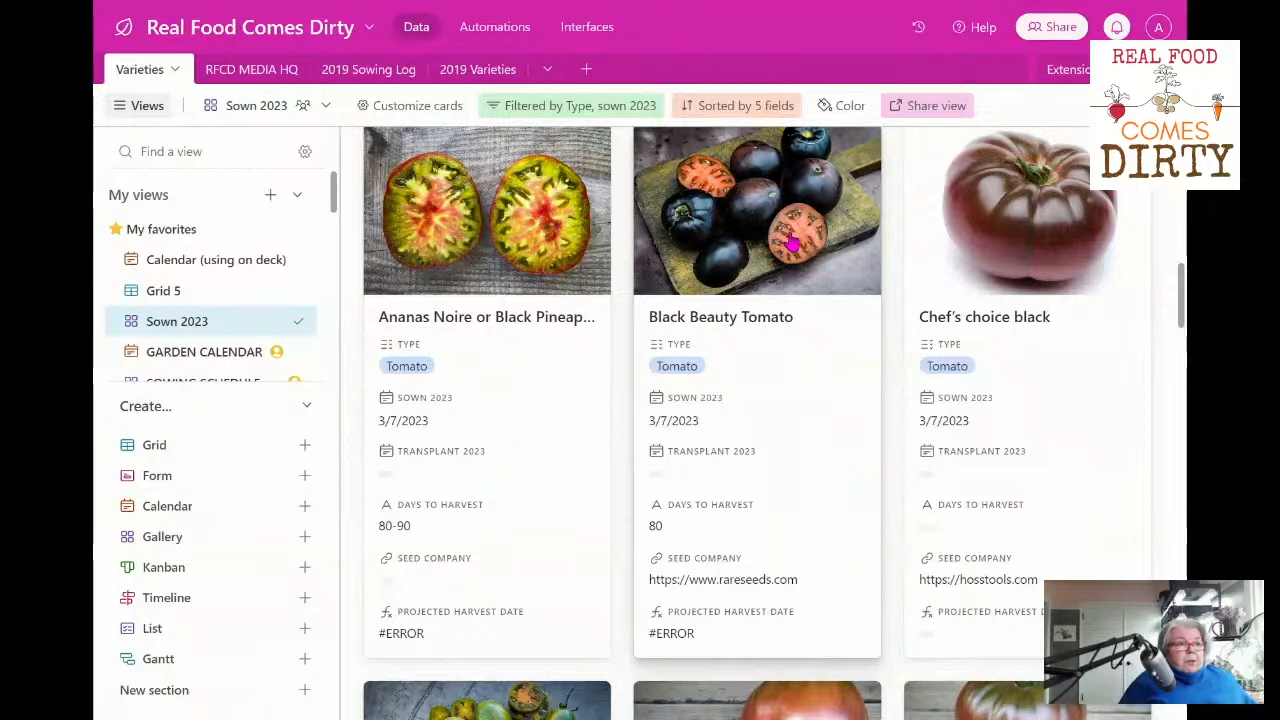 Real Food Comes Dirty
Data
Automations
Interfaces
Help
Share
A
Varieties
RFCD MEDIA HQ
2019 Sowing Log
2019 Varieties
Extensio
REAL FOOD
COMES
DIRTY
Views
Sown 2023
Customize cards
Filtered by Type, sown 2023
Sorted by 5 fields
Color
Share view
Find a view
My views
My favorites
Calendar (using on deck)
Grid 5
Sown 2023
GARDEN CALENDAR
SOWING SCHEDULE
Create...
Grid
Form
Calendar
Gallery
Kanban
Timeline
List
Gantt
New section
Ananas Noire or Black Pineap...
TYPE
Tomato
SOWN 2023
3/7/2023
TRANSPLANT 2023
DAYS TO HARVEST
80-90
SEED COMPANY
PROJECTED HARVEST DATE
#ERROR
Black Beauty Tomato
TYPE
Tomato
SOWN 2023
3/7/2023
TRANSPLANT 2023
DAYS TO HARVEST
80
SEED COMPANY
https://www.rareseeds.com
PROJECTED HARVEST DATE
#ERROR
Chef's choice black
TYPE
Tomato
SOWN 2023
3/7/2023
TRANSPLANT 2023
DAYS TO HARVEST
SEED COMPANY
https://hosstools.com
PROJECTED HARVEST D